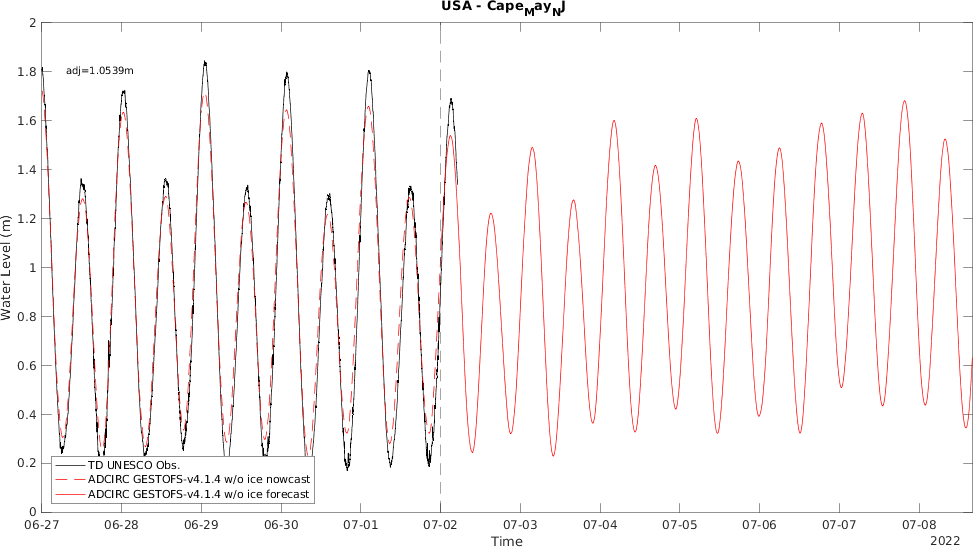 USA - Cape_May_NJ
adj=1.0539m
2
1.8
1.6
1.4
1.2
1
0.8
0.6
0.4
0.2
0
Water Level (m)
TD UNESCO Obs.
ADCIRC GESTOFS-v4.1.4 w/o ice nowcast
ADCIRC GESTOFS-v4.1.4 w/o ice forecast
06-27 06-28 06-29 06-30 07-01 07-02 07-03 07-04 07-05 07-06 07-07 07-08
Time
2022